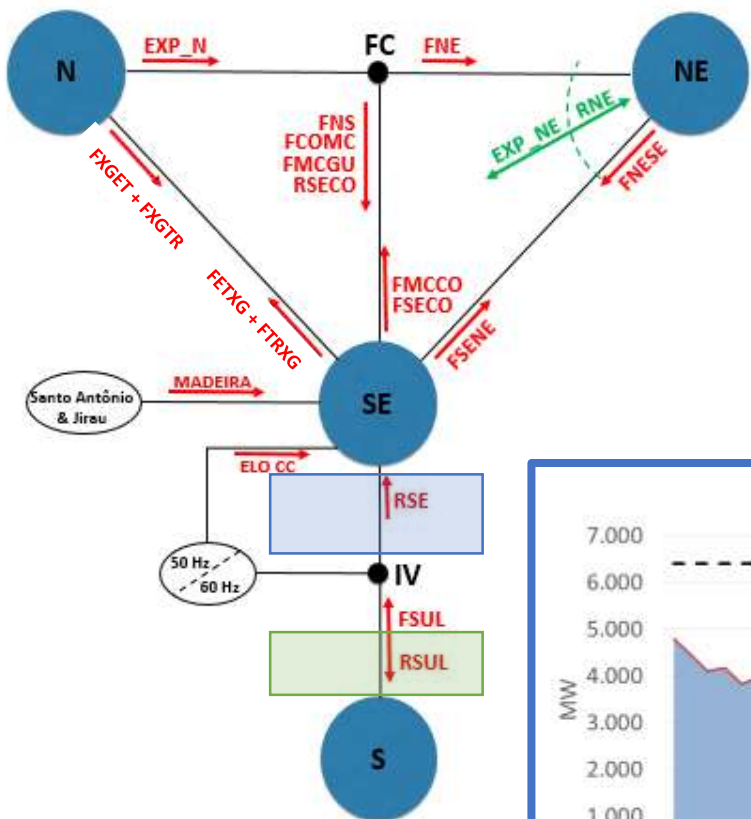 EXP_N
FC
FNE
N
NE
FNS
FCOMC
FMCGU
RSECO
EXP_NE RNE
FNESE
FXGET + FXGTR
FETXG + FTRXG
FMCCO
FSECO
FSENE
MADEIRA
Santo Antônio
& Jirau
SE
ELO CC
RSE
50 Hz
60 Hz
IV
FSUL
RSUL
S
7.000
6.000
5.000
4.000
3.000
2.000
1.000
MW